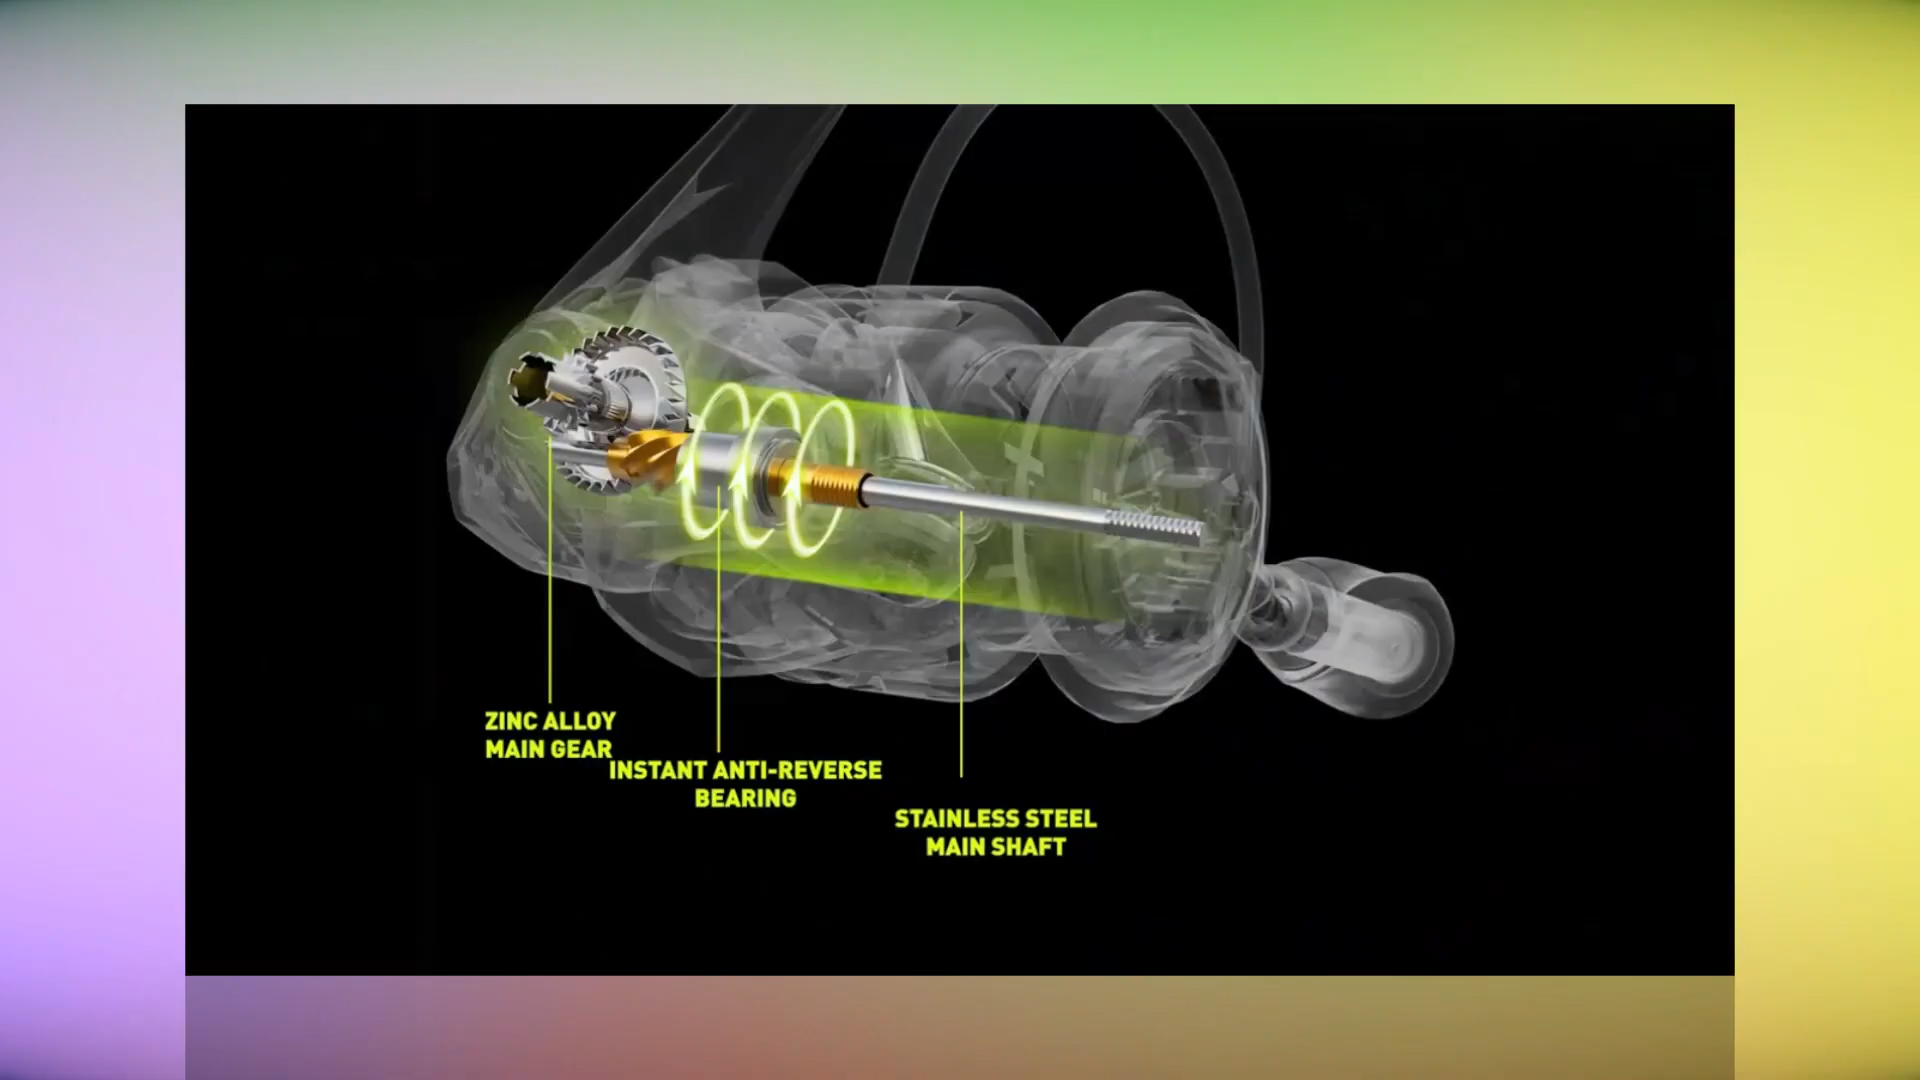 ZINC ALLOY
MAIN GEAR
INSTANT ANTI-REVERSE
BEARING
STAINLESS STEEL
MAIN SHAFT